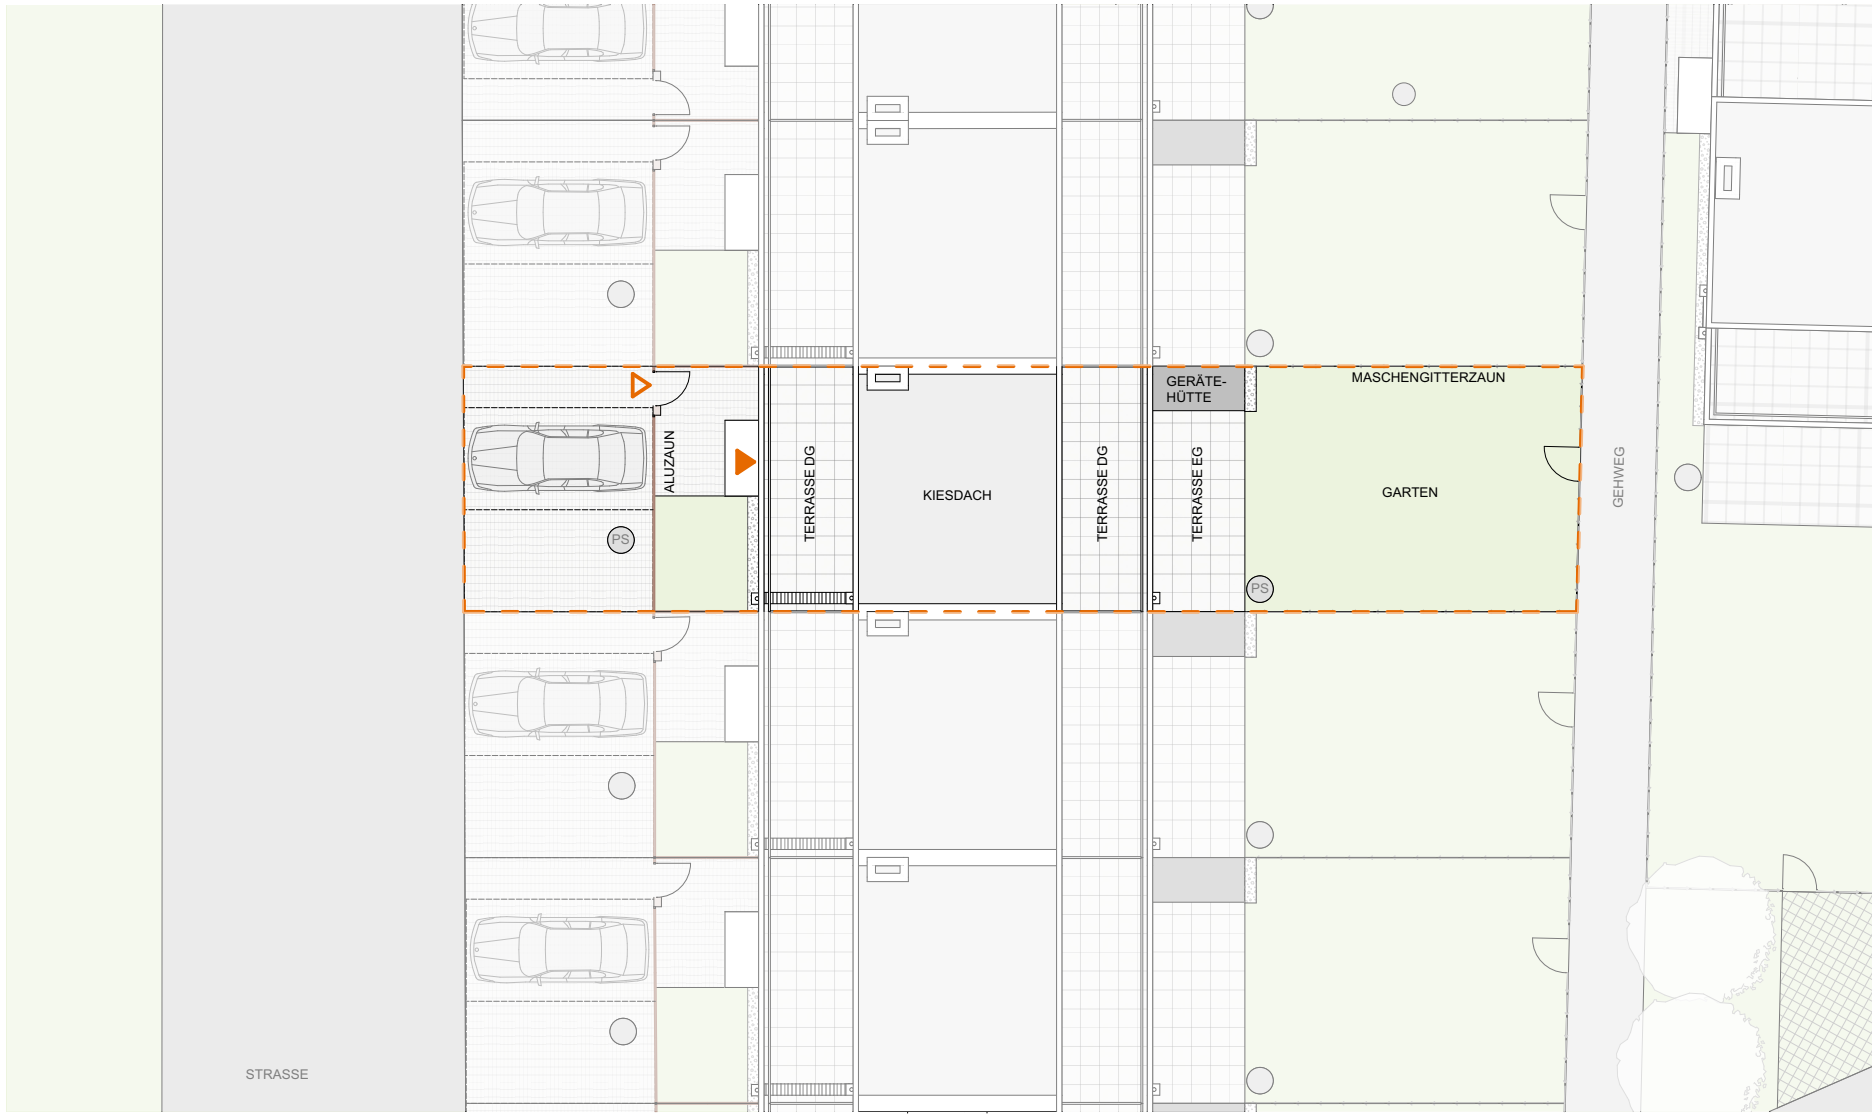 GERÄTE-
HÜTTE
MASCHENGITTERZAUN
ALUZAUN
TERRASSE DG
KIESDACH
TERRASSE DG
TERRASSE EG
GARTEN
GEHWEG
PS
PS
STRASSE